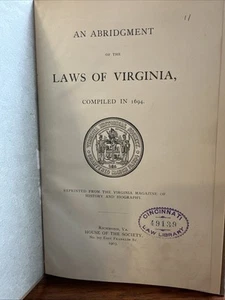 11
AN ABRIDGMENT
OF THE
LAWS OF VIRGINIA,
COMPILED IN 1694.
REPRINTED FROM THE VIRGINIA MAGAZINE OF
HISTORY AND BIOGRAPHY.
CINCINNATI
49139
LAW LIBRARY
RICHMOND, VA.
HOUSE OF THE SOCIETY,